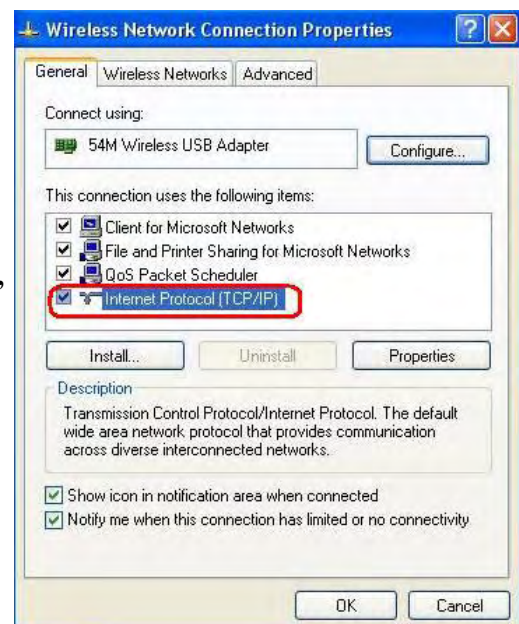 Wireless Network Connection Properties
General Wireless Networks Advanced
Connect using:
54M Wireless USB Adapter Configure...
This connection uses the following items:
Client for Microsoft Networks
File and Printer Sharing for Microsoft Networks
QoS Packet Scheduler
,
Internet Protocol (TCP/IP)
Install... Uninstall Properties
Description
Transmission Control Protocol/Internet Protocol. The default
wide area network protocol that provides communication
across diverse interconnected networks.
Show icon in notification area when connected
Notify me when this connection has limited or no connectivity
OK Cancel